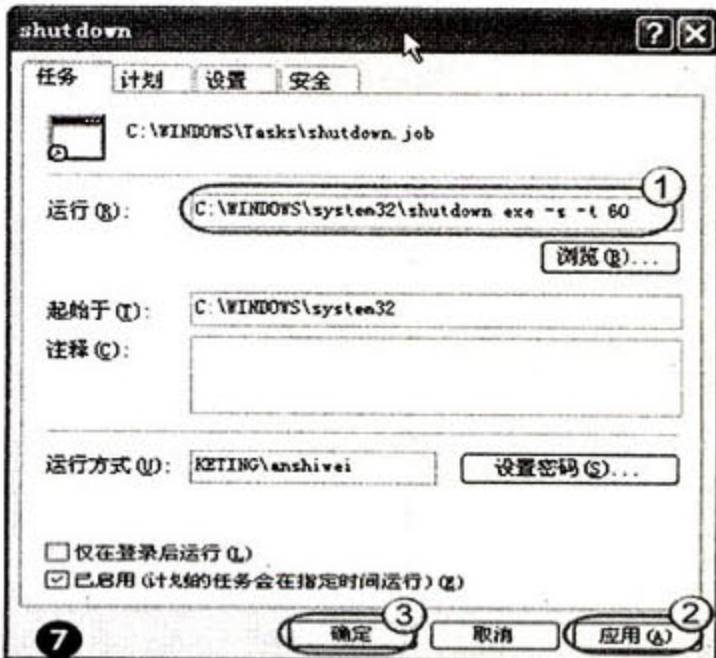 shutdown
任务 计划 设置 安全
C:\WINDOWS\Tasks\shutdown.job
运行(R): C:\WINDOWS\system32\shutdown exe -s -t 60 ①
浏览(B)...
起始于(T): C:\WINDOWS\system32
注释(C):
运行方式(U): KETING\anshiwei 设置密码(S)...
仅在登录后运行(L)
已启用(计划的任务会在指定时间运行)(E)
7 确定 ③ 取消 应用(A) ②